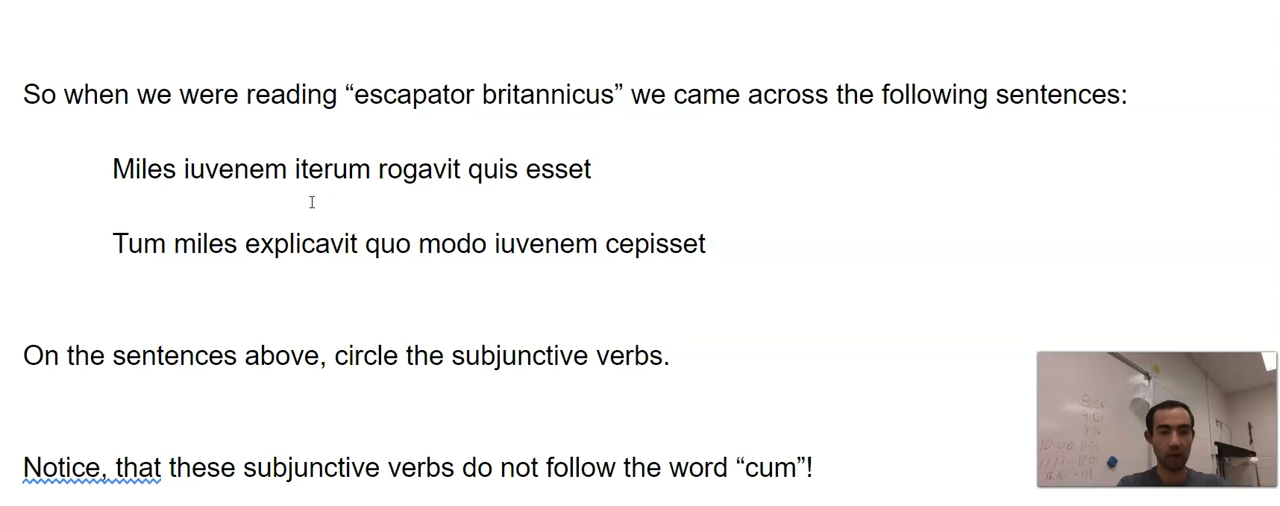 So when we were reading “escapator britannicus” we came across the following sentences:
Miles iuvenem iterum rogavit quis esset
Tum miles explicavit quo modo iuvenem cepisset
On the sentences above, circle the subjunctive verbs.
Notice, that these subjunctive verbs do not follow the word “cum”!